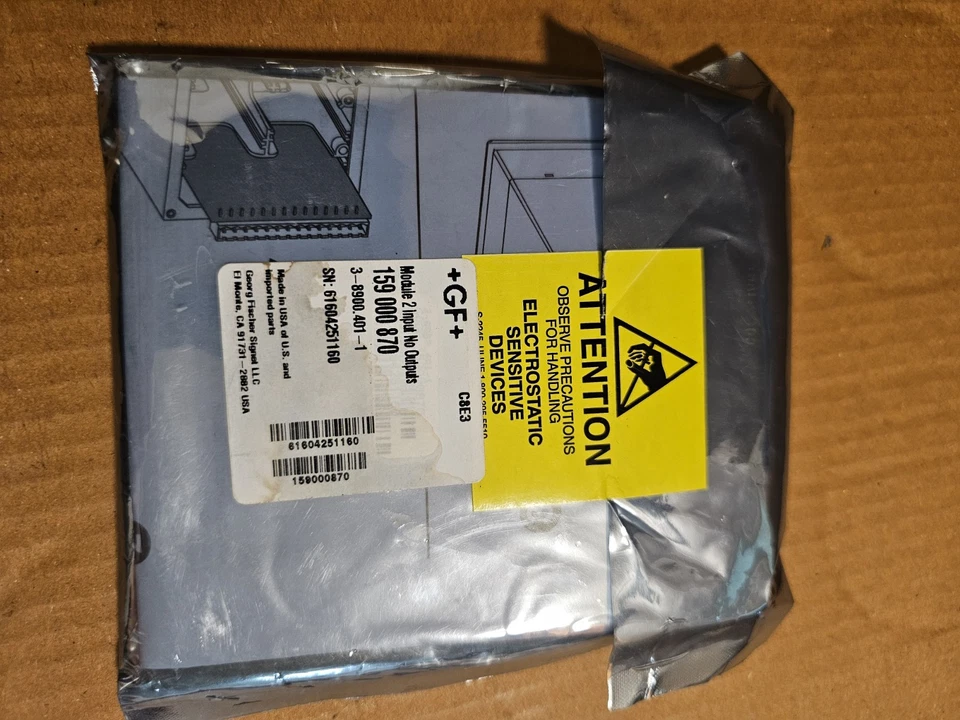 ATTENTION
OBSERVE PRECAUTIONS
FOR HANDLING
ELECTROSTATIC
SENSITIVE
DEVICES
+GF+
C8E3
Module 2 Input No Outputs
159 000 870
3-8900.401-1
SN: 61604251160
Made in USA of U.S. and
imported parts
Georg Fischer Signet LLC
El Monte, CA 91731-2882 USA
61604251160
159000870